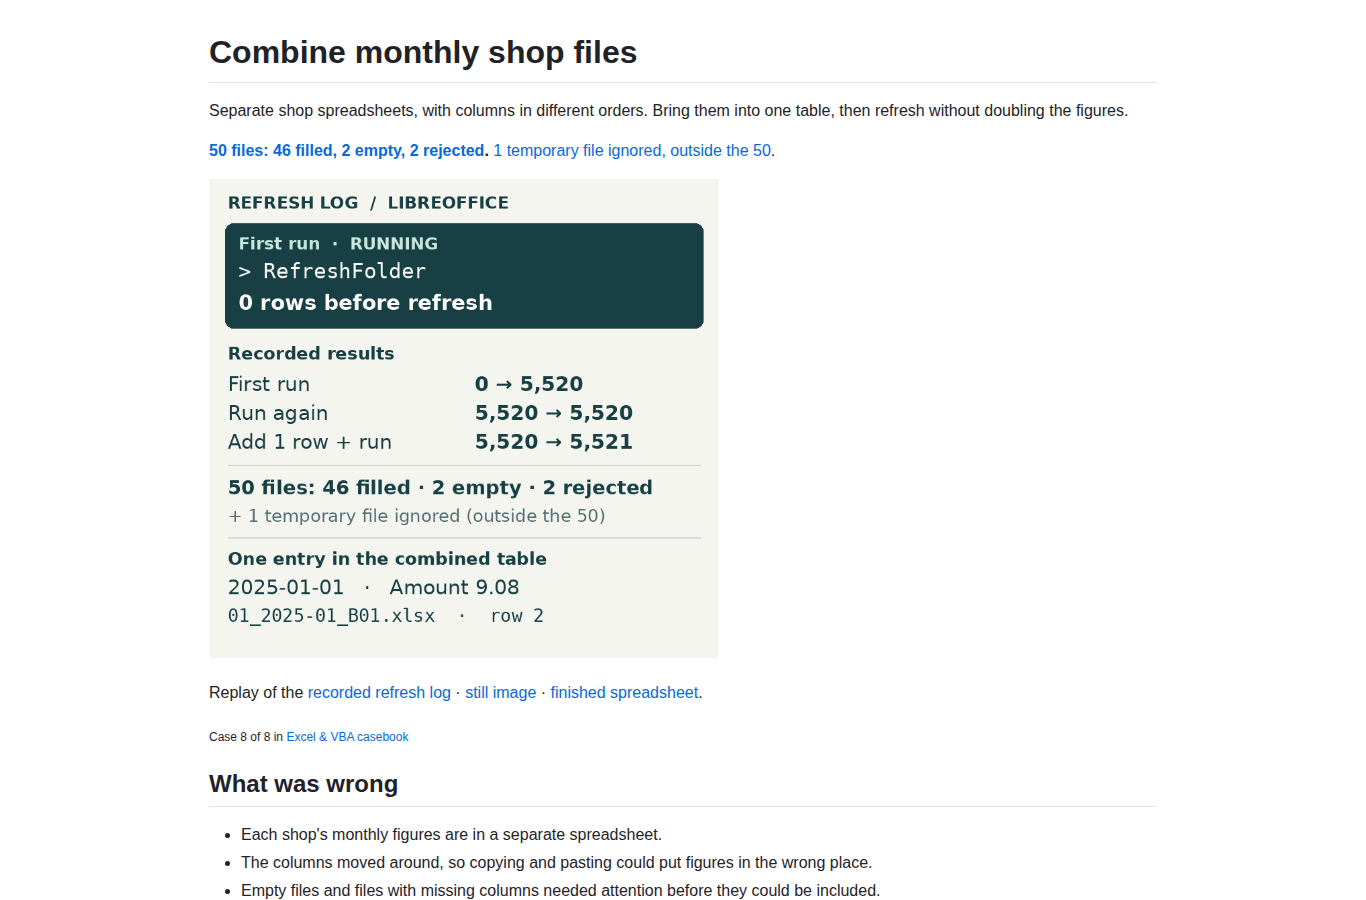 Combine monthly shop files
Separate shop spreadsheets, with columns in different orders. Bring them into one table, then refresh without doubling the figures.
50 files: 46 filled, 2 empty, 2 rejected. 1 temporary file ignored, outside the 50.
REFRESH LOG / LIBREOFFICE
First run · RUNNING
> RefreshFolder
0 rows before refresh
Recorded results
First run 0 → 5,520
Run again 5,520 → 5,520
Add 1 row + run 5,520 → 5,521
50 files: 46 filled · 2 empty · 2 rejected
+ 1 temporary file ignored (outside the 50)
One entry in the combined table
2025-01-01 · Amount 9.08
01_2025-01_B01.xlsx · row 2
Replay of the recorded refresh log · still image · finished spreadsheet.
Case 8 of 8 in Excel & VBA casebook
What was wrong
• Each shop's monthly figures are in a separate spreadsheet.
• The columns moved around, so copying and pasting could put figures in the wrong place.
• Empty files and files with missing columns needed attention before they could be included.